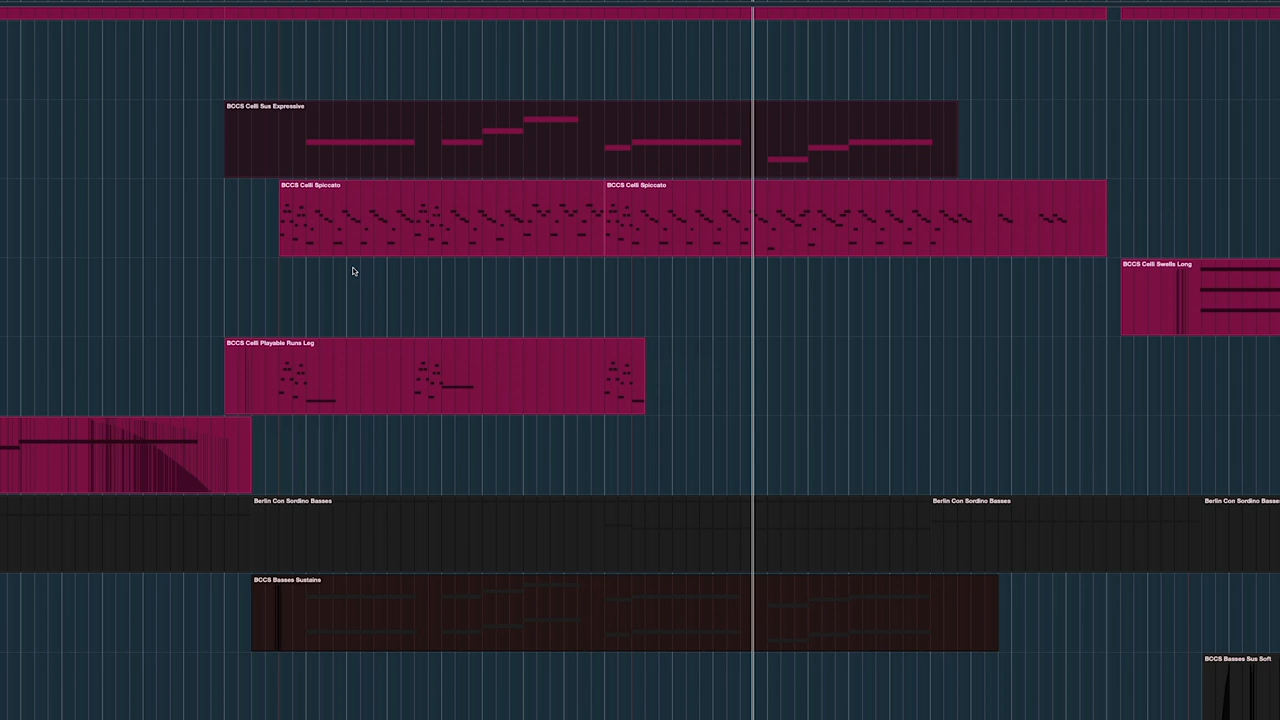 BCCS Celli Sus Expressive
BCCS Celli Spiccato
BCCS Celli Spiccato
BCCS Celli Swells Long
BCCS Celli Playable Runs Leg
Berlin Con Sordino Basses
Berlin Con Sordino Basses
Berlin Con Sordino Basse
BCCS Basses Sustains
BCCS Basses Sus Soft